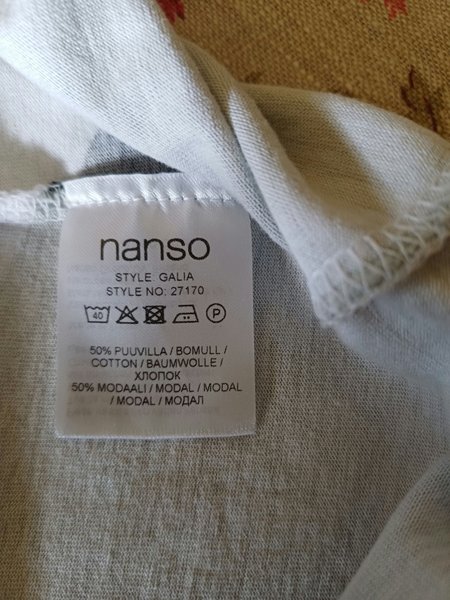 nanso
STYLE GALIA
STYLE NO: 27170
40 P
50% PUUVILLA / BOMULL /
COTTON / BAUMWOLLE /
ХЛОПОК
50% MODAALI / MODAL / MODAL
/ MODAL / МОДАЛ